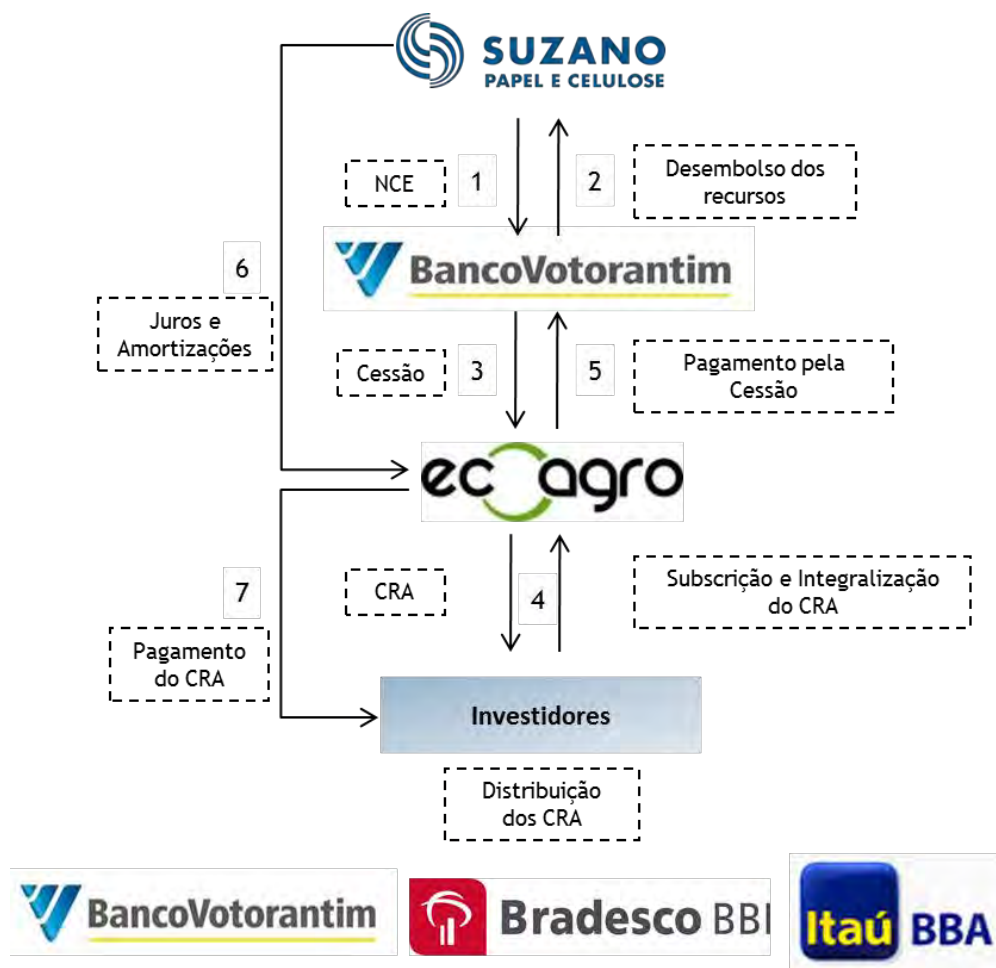 SUZANO
PAPEL E CELULOSE
NCE
1
2
Desembolso dos
recursos
BancoVotorantim
6
Juros e
Amortizações
Cessão
3
5
Pagamento pela
Cessão
ecoagro
7
Pagamento
do CRA
CRA
4
Subscrição e Integralização
do CRA
Investidores
Distribuição
dos CRA
BancoVotorantim
Bradesco BBI
Itaú BBA